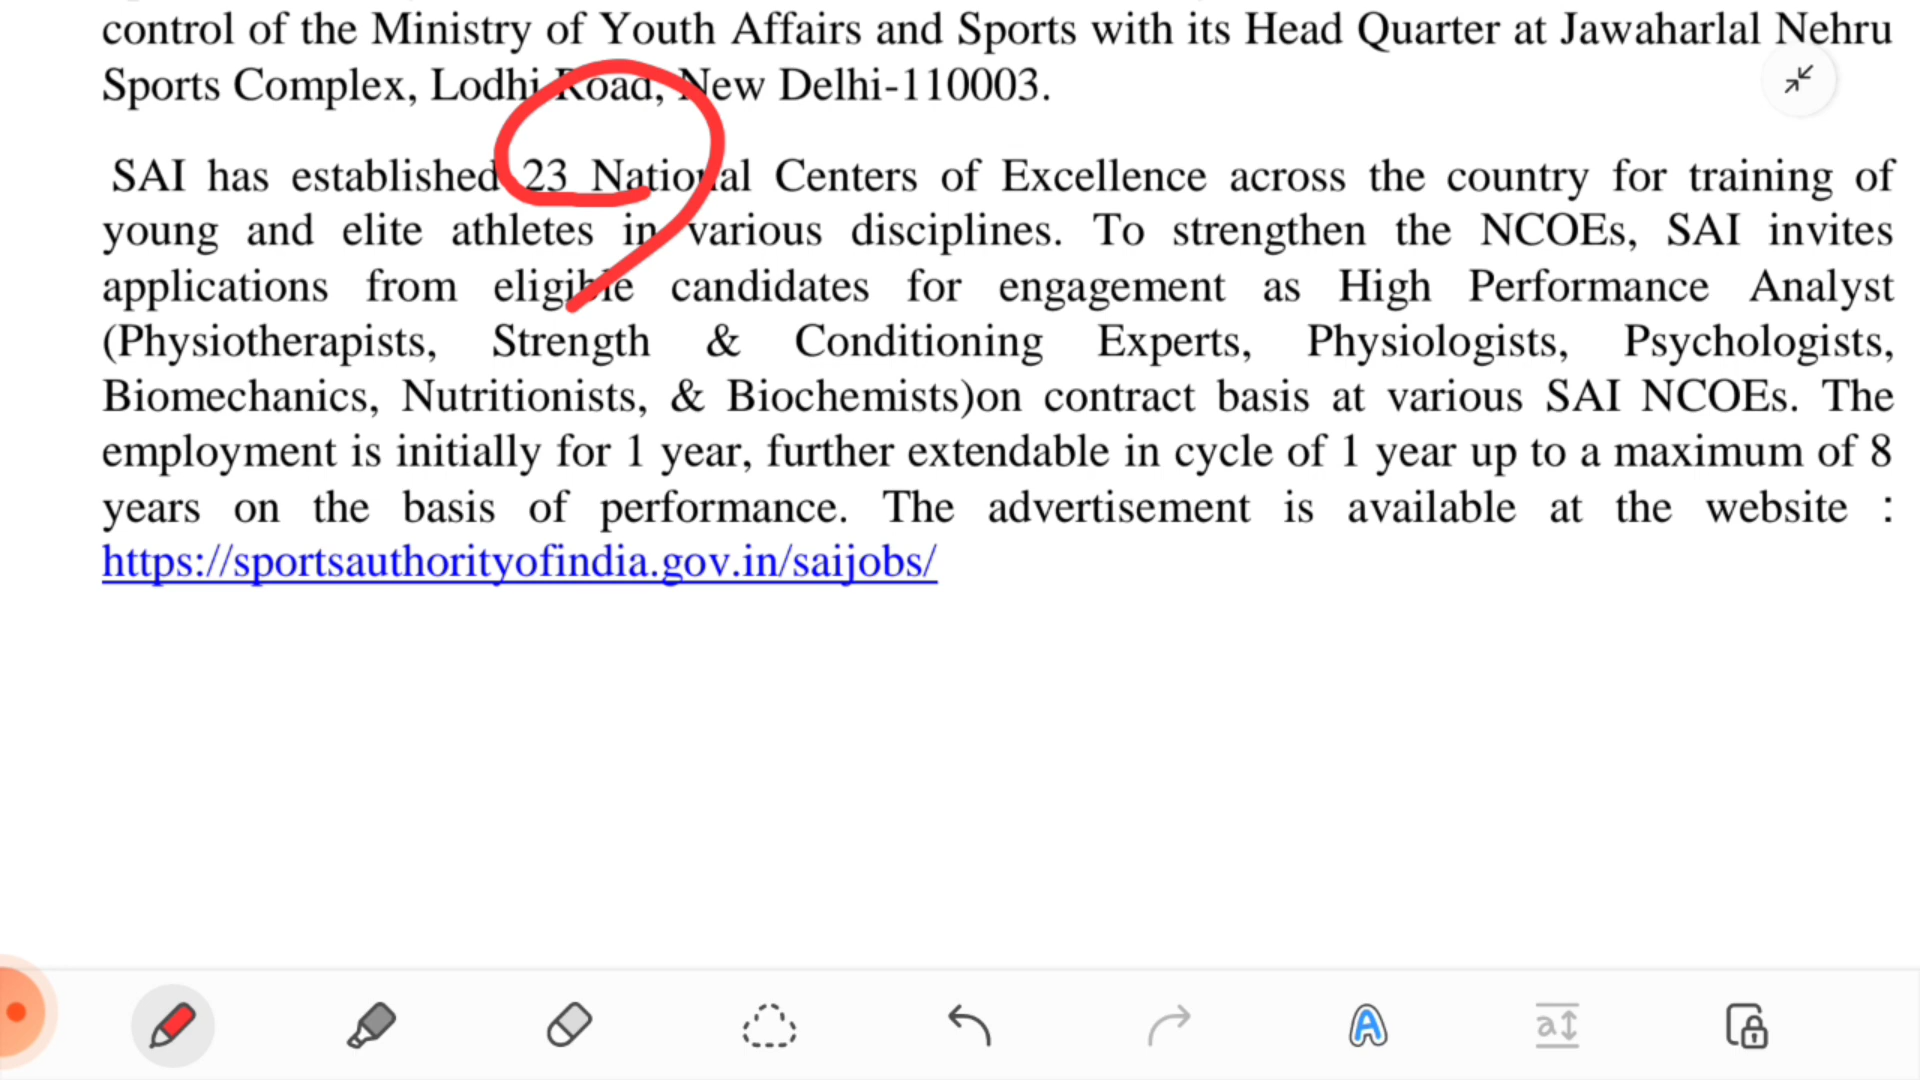 control of the Ministry of Youth Affairs and Sports with its Head Quarter at Jawaharlal Nehru
Sports Complex, Lodhi Road, New Delhi-110003.
SAI has established 23 National Centers of Excellence across the country for training of
young and elite athletes in various disciplines. To strengthen the NCOEs, SAI invites
applications from eligible candidates for engagement as High Performance Analyst
(Physiotherapists, Strength & Conditioning Experts, Physiologists, Psychologists,
Biomechanics, Nutritionists, & Biochemists)on contract basis at various SAI NCOEs. The
employment is initially for 1 year, further extendable in cycle of 1 year up to a maximum of 8
years on the basis of performance. The advertisement is available at the website :
https://sportsauthorityofindia.gov.in/saijobs/